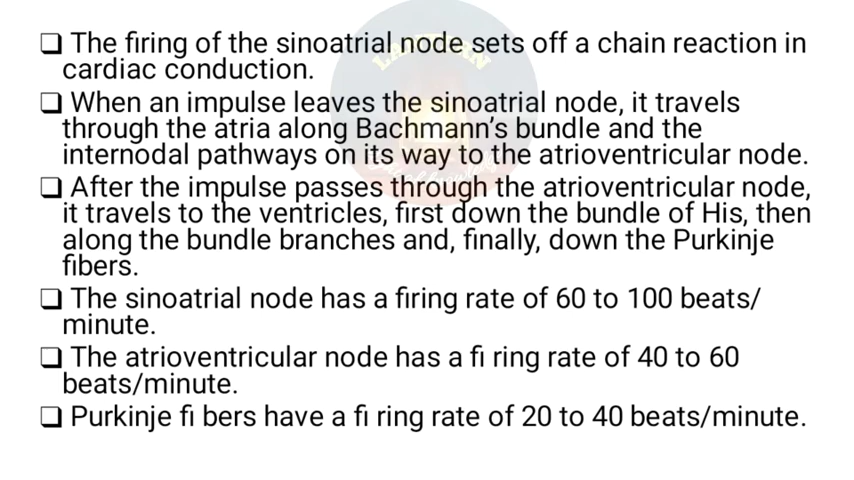 ❑ The firing of the sinoatrial node sets off a chain reaction in
cardiac conduction.
❑ When an impulse leaves the sinoatrial node, it travels
through the atria along Bachmann’s bundle and the
internodal pathways on its way to the atrioventricular node.
❑ After the impulse passes through the atrioventricular node,
it travels to the ventricles, first down the bundle of His, then
along the bundle branches and, finally, down the Purkinje
fibers.
❑ The sinoatrial node has a firing rate of 60 to 100 beats/
minute.
❑ The atrioventricular node has a fi ring rate of 40 to 60
beats/minute.
❑ Purkinje fi bers have a fi ring rate of 20 to 40 beats/minute.